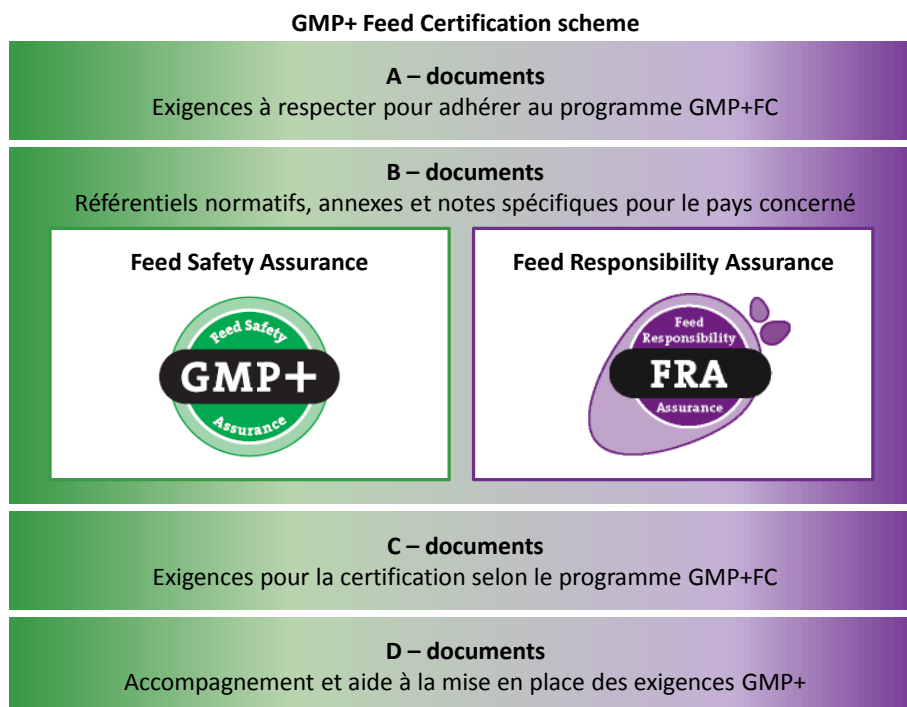 GMP+ Feed Certification scheme
A – documents
Exigences à respecter pour adhérer au programme GMP+FC
B – documents
Référentiels normatifs, annexes et notes spécifiques pour le pays concerné
Feed Safety Assurance
Feed Safety
GMP+
Assurance
Feed Responsibility Assurance
Feed
Responsibility
FRA
Assurance
C – documents
Exigences pour la certification selon le programme GMP+FC
D – documents
Accompagnement et aide à la mise en place des exigences GMP+